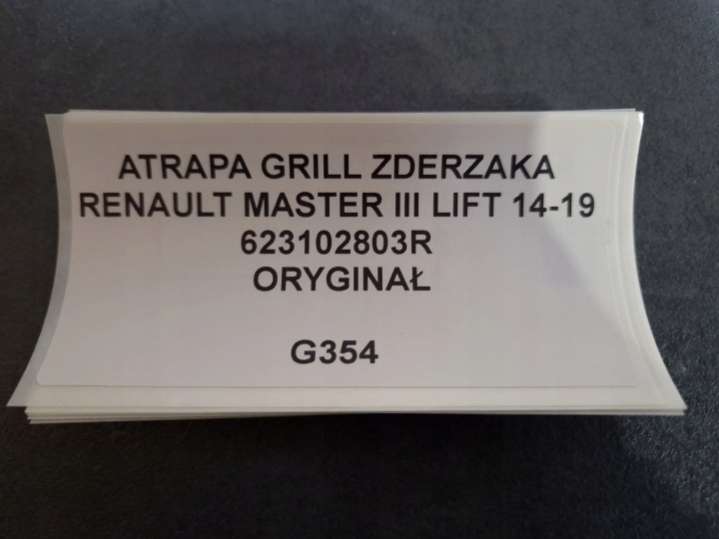 ATRAPA GRILL ZDERZAKA
RENAULT MASTER III LIFT 14-19
623102803R
ORYGINAŁ
G354